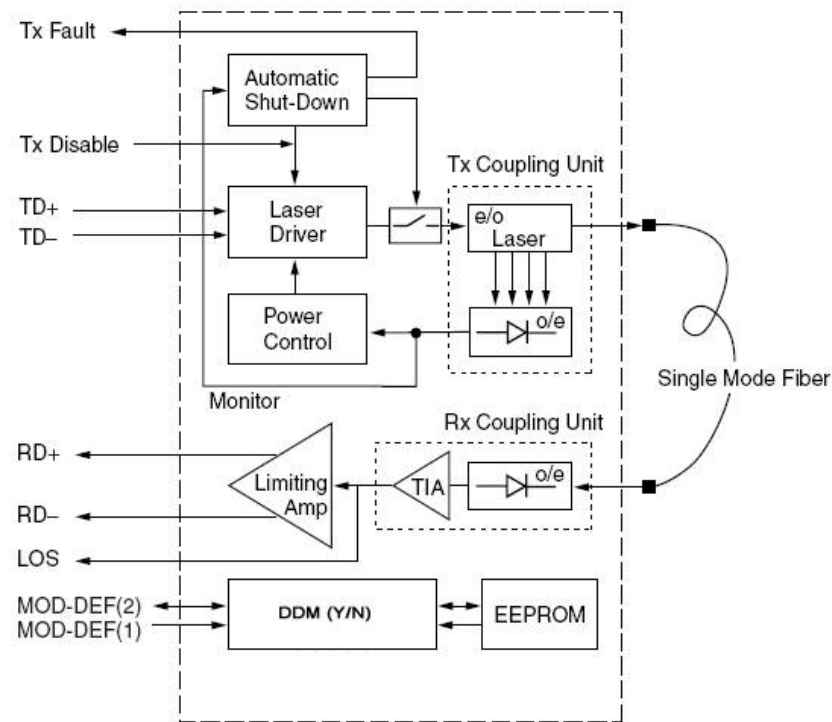 Tx Fault
Automatic
Shut-Down
Tx Disable
Tx Coupling Unit
TD+
TD–
Laser
Driver
e/o
Laser
Power
Control
o/e
Monitor
Single Mode Fiber
Rx Coupling Unit
RD+
RD–
Limiting
Amp
TIA
o/e
LOS
MOD-DEF(2)
MOD-DEF(1)
DDM (Y/N)
EEPROM